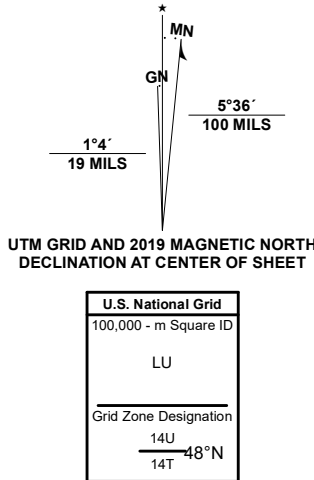 ★
MN
GN
5°36´
100 MILS
1°4´
19 MILS
UTM GRID AND 2019 MAGNETIC NORTH
DECLINATION AT CENTER OF SHEET
U.S. National Grid
100,000 - m Square ID
LU
Grid Zone Designation
14U
48°N
14T